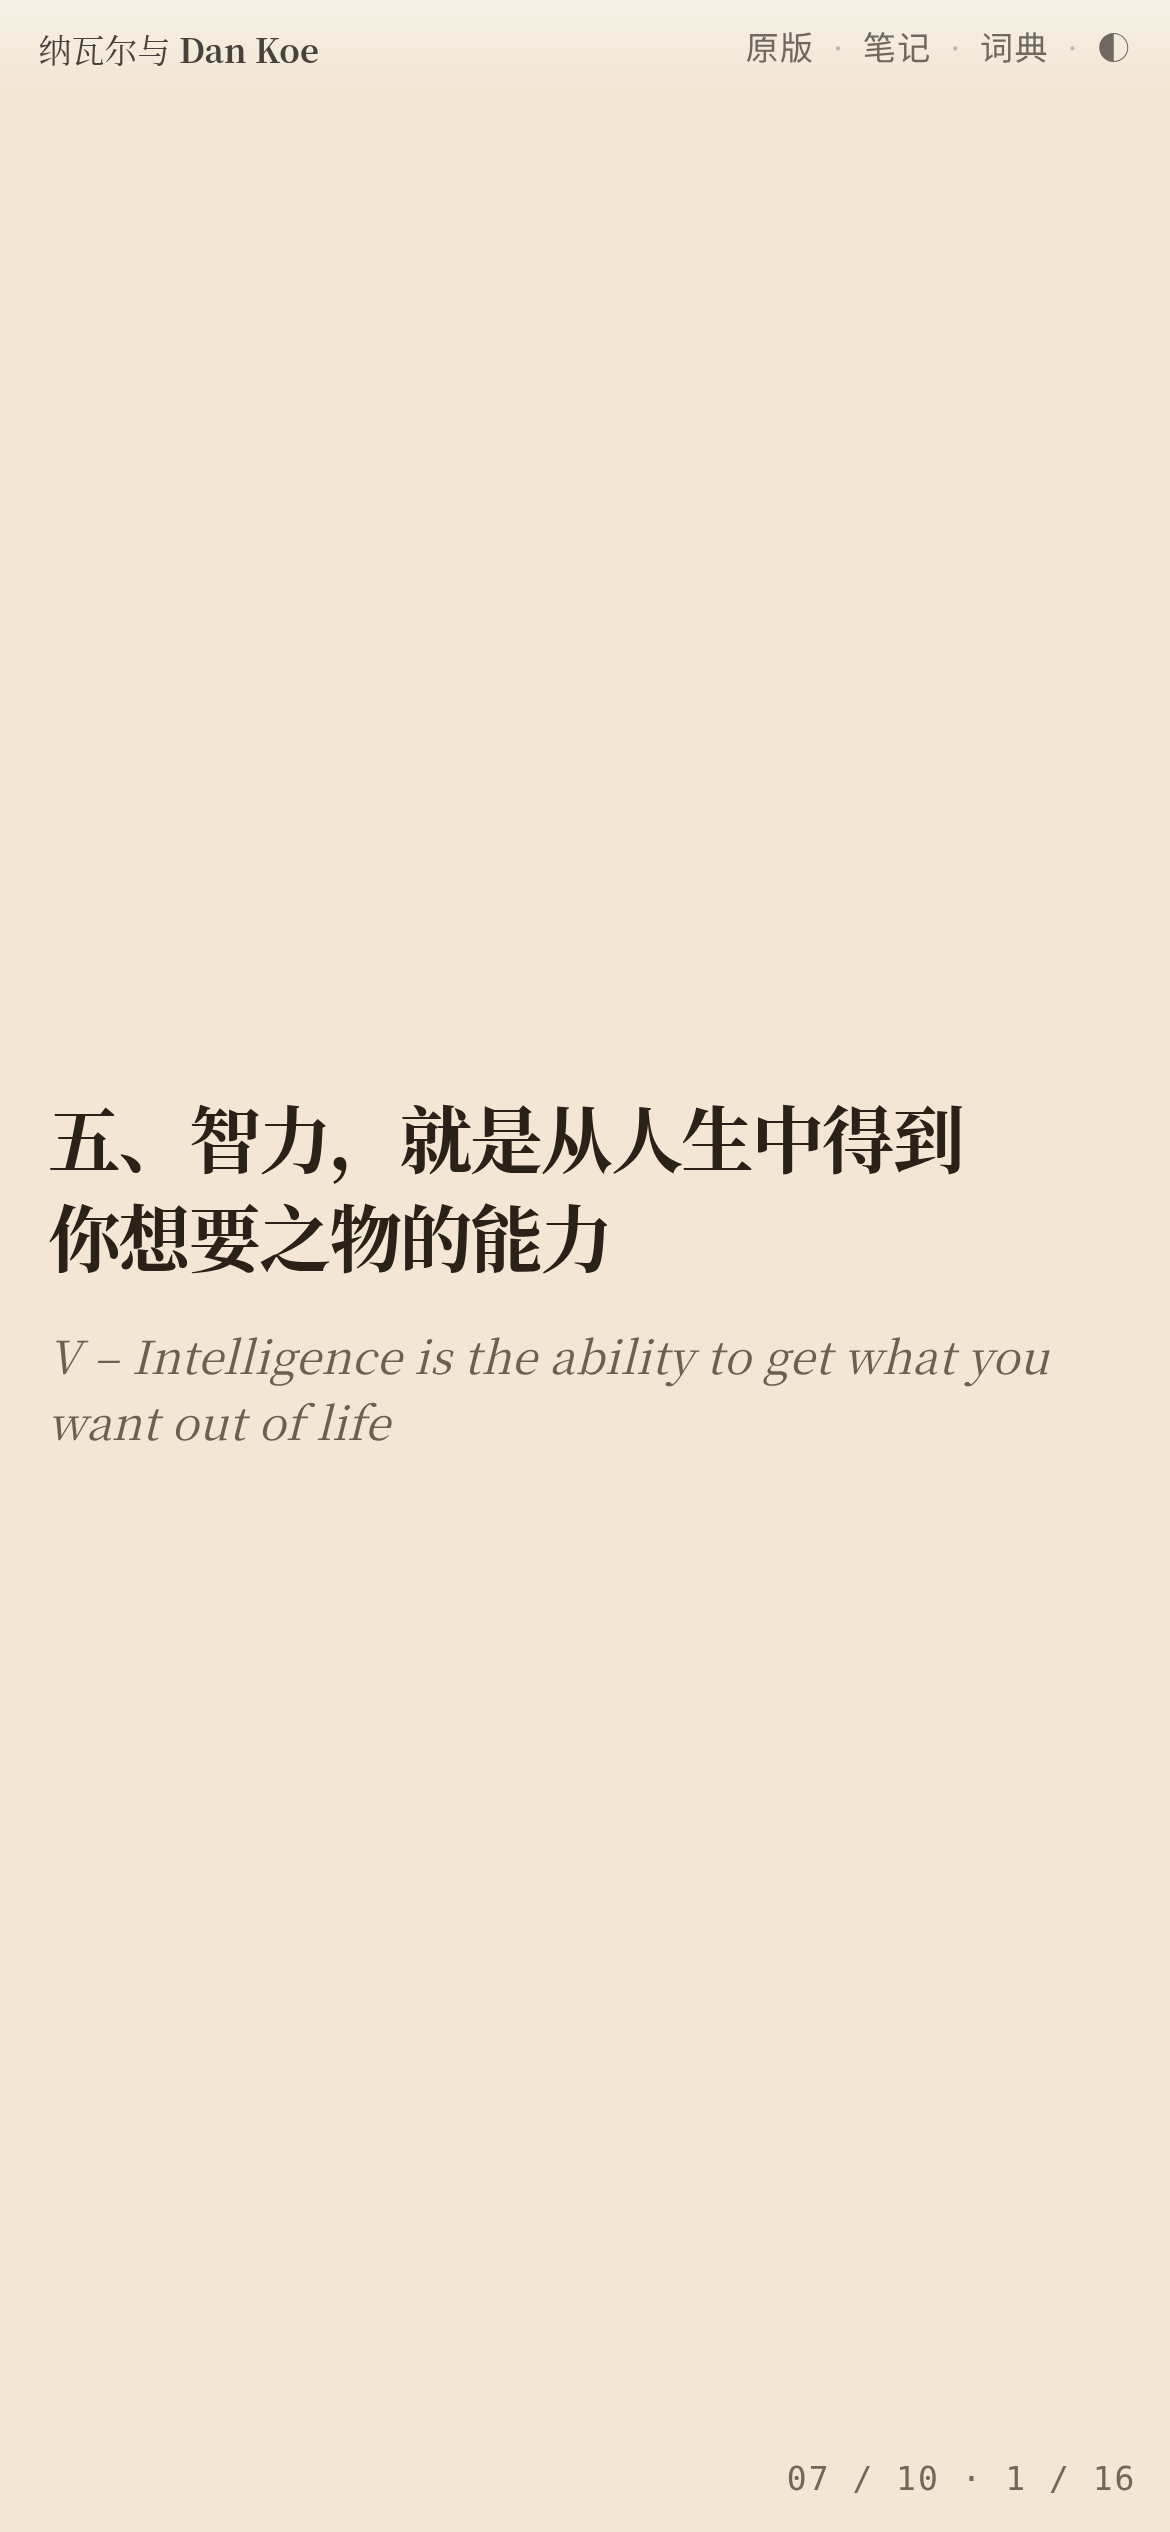 纳瓦尔与 Dan Koe
原版 · 笔记 · 词典 · ◐
五、智力，就是从人生中得到
你想要之物的能力
V – Intelligence is the ability to get what you
want out of life
07 / 10 · 1 / 16